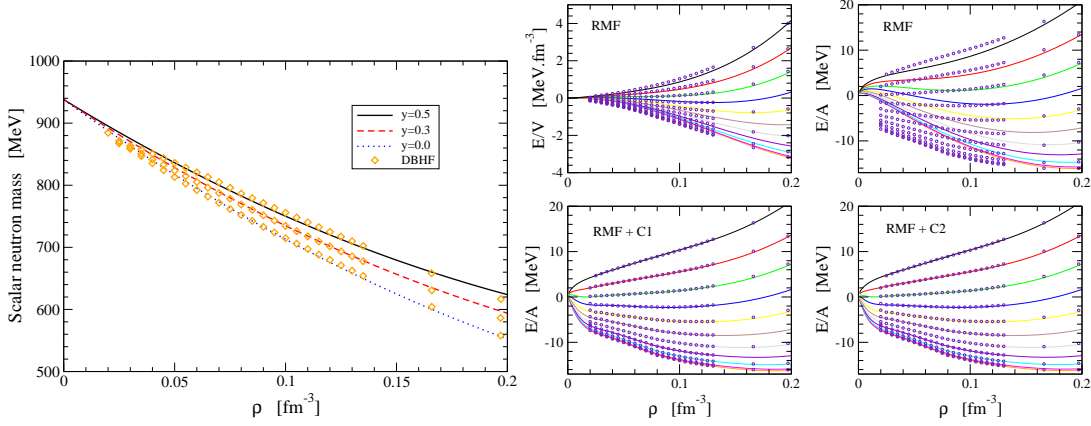 Scalar neutron mass [MeV]
1000
900
800
700
600
500
0
0.05
0.1
0.15
0.2
ρ [fm⁻³]
y=0.5
y=0.3
y=0.0
DBHF
E/V [MeV.fm⁻³]
4
2
0
-2
-4
0
0.1
0.2
RMF
E/A [MeV]
20
10
0
-10
0
0.1
0.2
RMF
E/A [MeV]
20
10
0
-10
0
0.1
0.2
ρ [fm⁻³]
RMF + C1
E/A [MeV]
20
10
0
-10
0
0.1
0.2
ρ [fm⁻³]
RMF + C2